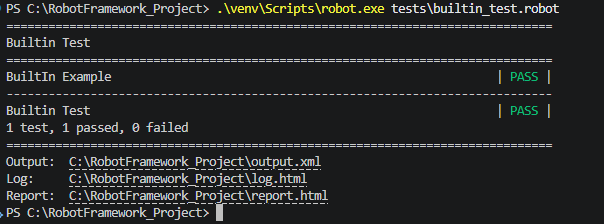 PS C:\RobotFramework_Project> .\venv\Scripts\robot.exe tests\builtin_test.robot
==============================================================================
Builtin Test
==============================================================================
BuiltIn Example                                                       | PASS |
------------------------------------------------------------------------------
Builtin Test                                                          | PASS |
1 test, 1 passed, 0 failed
==============================================================================
Output:  C:\RobotFramework_Project\output.xml
Log:     C:\RobotFramework_Project\log.html
Report:  C:\RobotFramework_Project\report.html
PS C:\RobotFramework_Project>